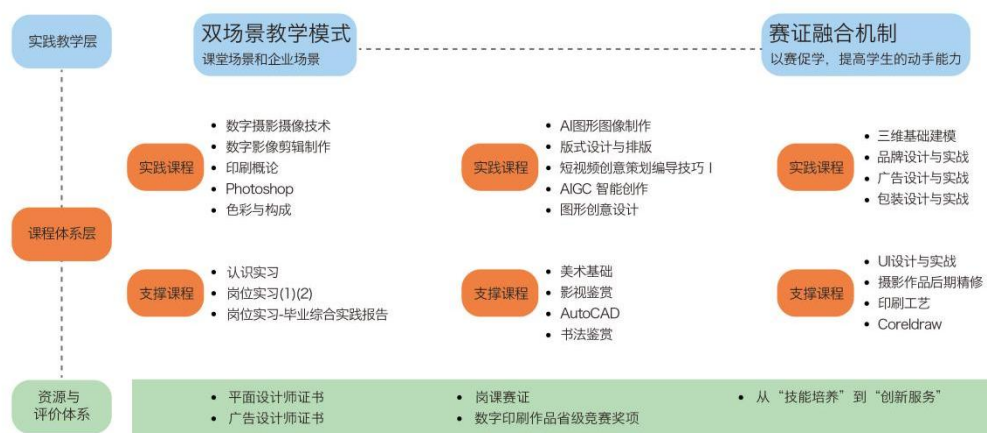 实践教学层
双场景教学模式
课堂场景和企业场景
赛证融合机制
以赛促学，提高学生的动手能力
课程体系层
实践课程
• 数字摄影摄像技术
• 数字影像剪辑制作
• 印刷概论
• Photoshop
• 色彩与构成
实践课程
• AI图形图像制作
• 版式设计与排版
• 短视频创意策划编导技巧 I
• AIGC 智能创作
• 图形创意设计
实践课程
• 三维基础建模
• 品牌设计与实战
• 广告设计与实战
• 包装设计与实战
支撑课程
• 认识实习
• 岗位实习(1)(2)
• 岗位实习-毕业综合实践报告
支撑课程
• 美术基础
• 影视鉴赏
• AutoCAD
• 书法鉴赏
支撑课程
• UI设计与实战
• 摄影作品后期精修
• 印刷工艺
• Coreldraw
资源与
评价体系
• 平面设计师证书
• 广告设计师证书
• 岗课赛证
• 数字印刷作品省级竞赛奖项
• 从“技能培养”到“创新服务”